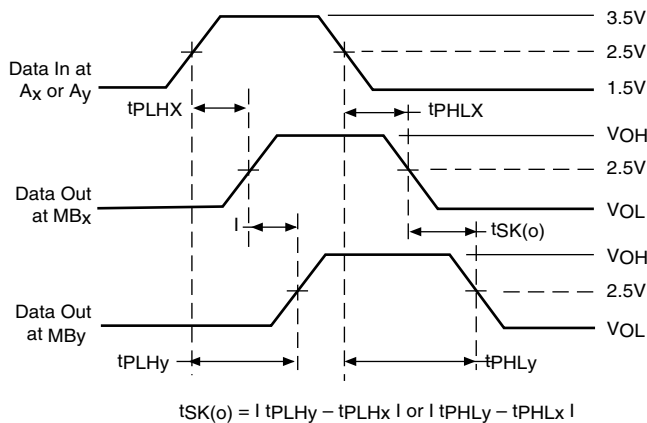 3.5V
Data In at
Ax or Ay
2.5V
1.5V
tPLHX
tPHLX
VOH
Data Out
at MBx
2.5V
VOL
I
tSK(o)
VOH
Data Out
at MBy
2.5V
VOL
tPLHy
tPHLy
tSK(o) = I tPLHy – tPLHx I or I tPHLy – tPHLx I